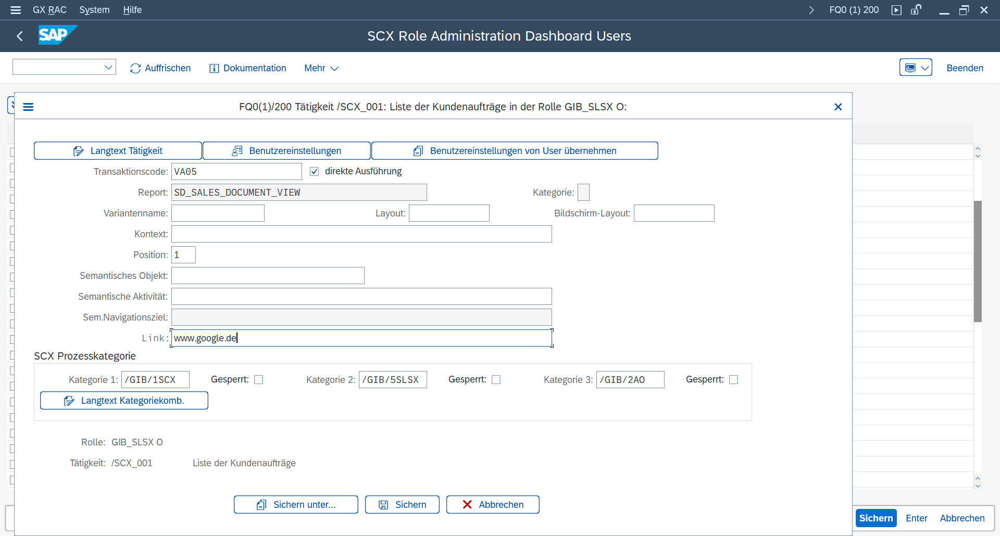 GX RAC System Hilfe FQ0 (1) 200
SAP SCX Role Administration Dashboard Users
Auffrischen Dokumentation Mehr Beenden
FQ0(1)/200 Tätigkeit /SCX_001: Liste der Kundenaufträge in der Rolle GIB_SLSX O:
Langtext Tätigkeit Benutzereinstellungen Benutzereinstellungen von User übernehmen
Transaktionscode: VA05 direkte Ausführung
Report: SD_SALES_DOCUMENT_VIEW Kategorie:
Variantenname: Layout: Bildschirm-Layout:
Kontext:
Position: 1
Semantisches Objekt:
Semantische Aktivität:
Sem.Navigationsziel:
Link: www.google.de
SCX Prozesskategorie
Kategorie 1: /GIB/1SCX Gesperrt: Kategorie 2: /GIB/5SLSX Gesperrt: Kategorie 3: /GIB/2AO Gesperrt:
Langtext Kategoriekomb.
Rolle: GIB_SLSX O
Tätigkeit: /SCX_001 Liste der Kundenaufträge
Sichern unter... Sichern Abbrechen
Sichern Enter Abbrechen